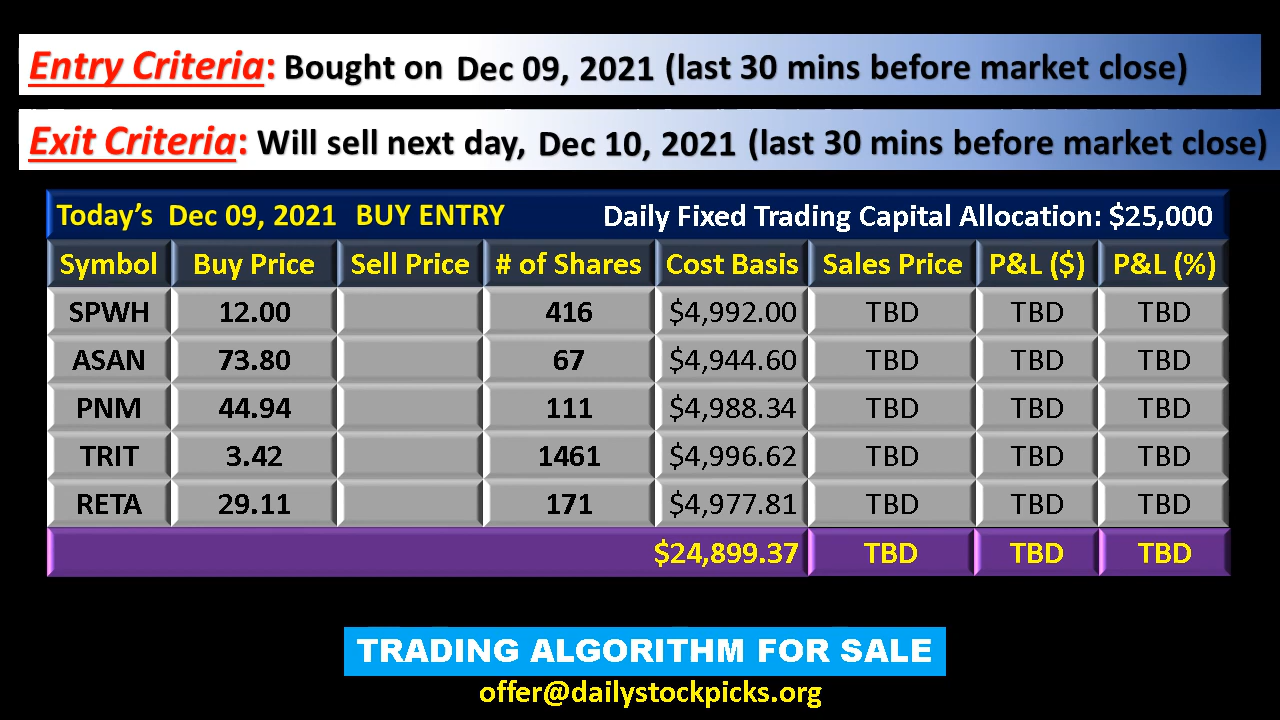 Entry Criteria: Bought on Dec 09, 2021 (last 30 mins before market close)
Exit Criteria: Will sell next day, Dec 10, 2021 (last 30 mins before market close)
Today's Dec 09, 2021 BUY ENTRY Daily Fixed Trading Capital Allocation: $25,000
Symbol Buy Price Sell Price # of Shares Cost Basis Sales Price P&L ($) P&L (%)
SPWH 12.00 416 $4,992.00 TBD TBD TBD
ASAN 73.80 67 $4,944.60 TBD TBD TBD
PNM 44.94 111 $4,988.34 TBD TBD TBD
TRIT 3.42 1461 $4,996.62 TBD TBD TBD
RETA 29.11 171 $4,977.81 TBD TBD TBD
$24,899.37 TBD TBD TBD
TRADING ALGORITHM FOR SALE
offer@dailystockpicks.org